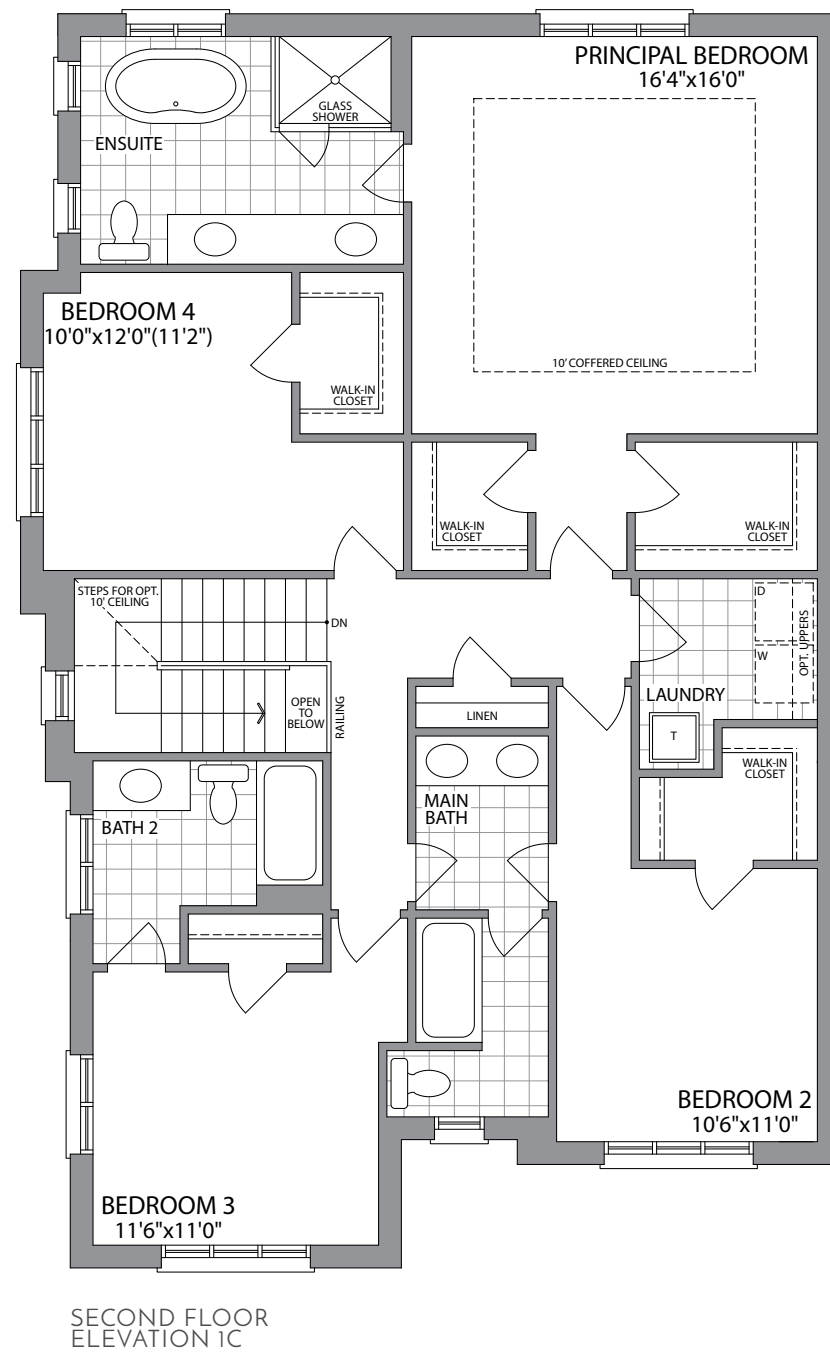 PRINCIPAL BEDROOM
16'4"x16'0"
GLASS
SHOWER
ENSUITE
BEDROOM 4
10'0"x12'0"(11'2")
10' COFFERED CEILING
WALK-IN
CLOSET
WALK-IN
CLOSET
WALK-IN
CLOSET
STEPS FOR OPT.
10' CEILING
DN
D
W
OPT. UPPERS
OPEN
TO
BELOW
RAILING
LINEN
LAUNDRY
T
WALK-IN
CLOSET
MAIN
BATH
BATH 2
BEDROOM 2
10'6"x11'0"
BEDROOM 3
11'6"x11'0"
SECOND FLOOR
ELEVATION 1C